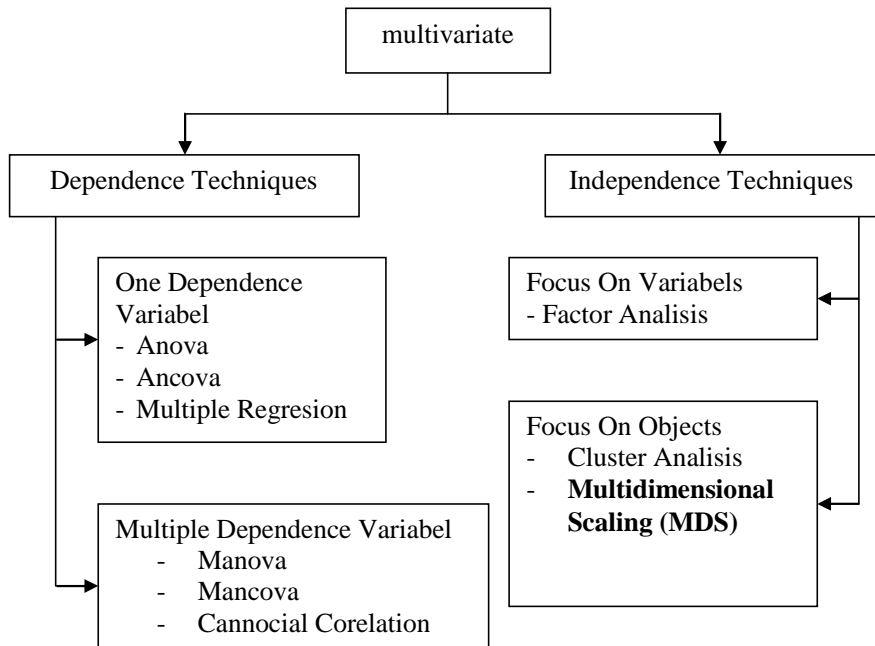 multivariate
Dependence Techniques
Independence Techniques
One Dependence
Variabel
- Anova
- Ancova
- Multiple Regresion
Focus On Variabels
- Factor Analisis
Focus On Objects
- Cluster Analisis
- Multidimensional
Scaling (MDS)
Multiple Dependence Variabel
- Manova
- Mancova
- Cannocial Corelation